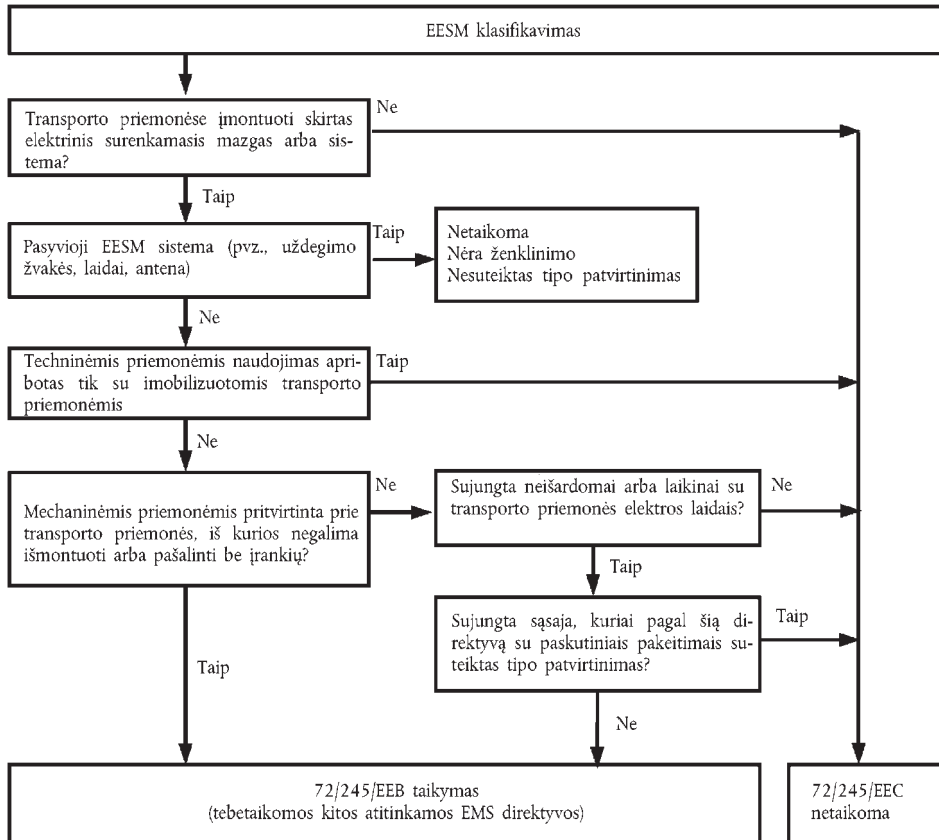 EESM klasifikavimas
Ne
Transporto priemonėse įmontuoti skirtas
elektrinis surenkamasis mazgas arba sis-
tema?
Taip
Pasyvioji EESM sistema (pvz., uždegimo
žvakės, laidai, antena)
Taip
Netaikoma
Nėra ženklinimo
Nesuteiktas tipo patvirtinimas
Ne
Techninėmis priemonėmis naudojimas apri-
botas tik su imobilizuotomis transporto
priemonėmis
Taip
Ne
Mechaninėmis priemonėmis pritvirtinta prie
transporto priemonės, iš kurios negalima
išmontuoti arba pašalinti be įrankių?
Ne
Sujungta neišardomai arba laikinai su
transporto priemonės elektros laidais?
Ne
Taip
Sujungta sąsaja, kuriai pagal šią di-
rektyvą su paskutiniais pakeitimais su-
teiktas tipo patvirtinimas?
Taip
Taip
Ne
72/245/EEB taikymas
(tebetaikomos kitos atitinkamos EMS direktyvos)
72/245/EEC
netaikoma